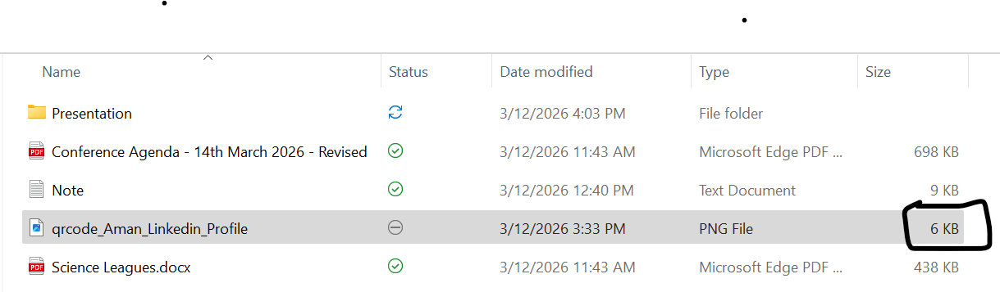 Name Status Date modified Type Size
Presentation 3/12/2026 4:03 PM File folder
PDF Conference Agenda - 14th March 2026 - Revised 3/12/2026 11:43 AM Microsoft Edge PDF ... 698 KB
Note 3/12/2026 12:40 PM Text Document 9 KB
qrcode_Aman_Linkedin_Profile 3/12/2026 3:33 PM PNG File 6 KB
PDF Science Leagues.docx 3/12/2026 11:43 AM Microsoft Edge PDF ... 438 KB